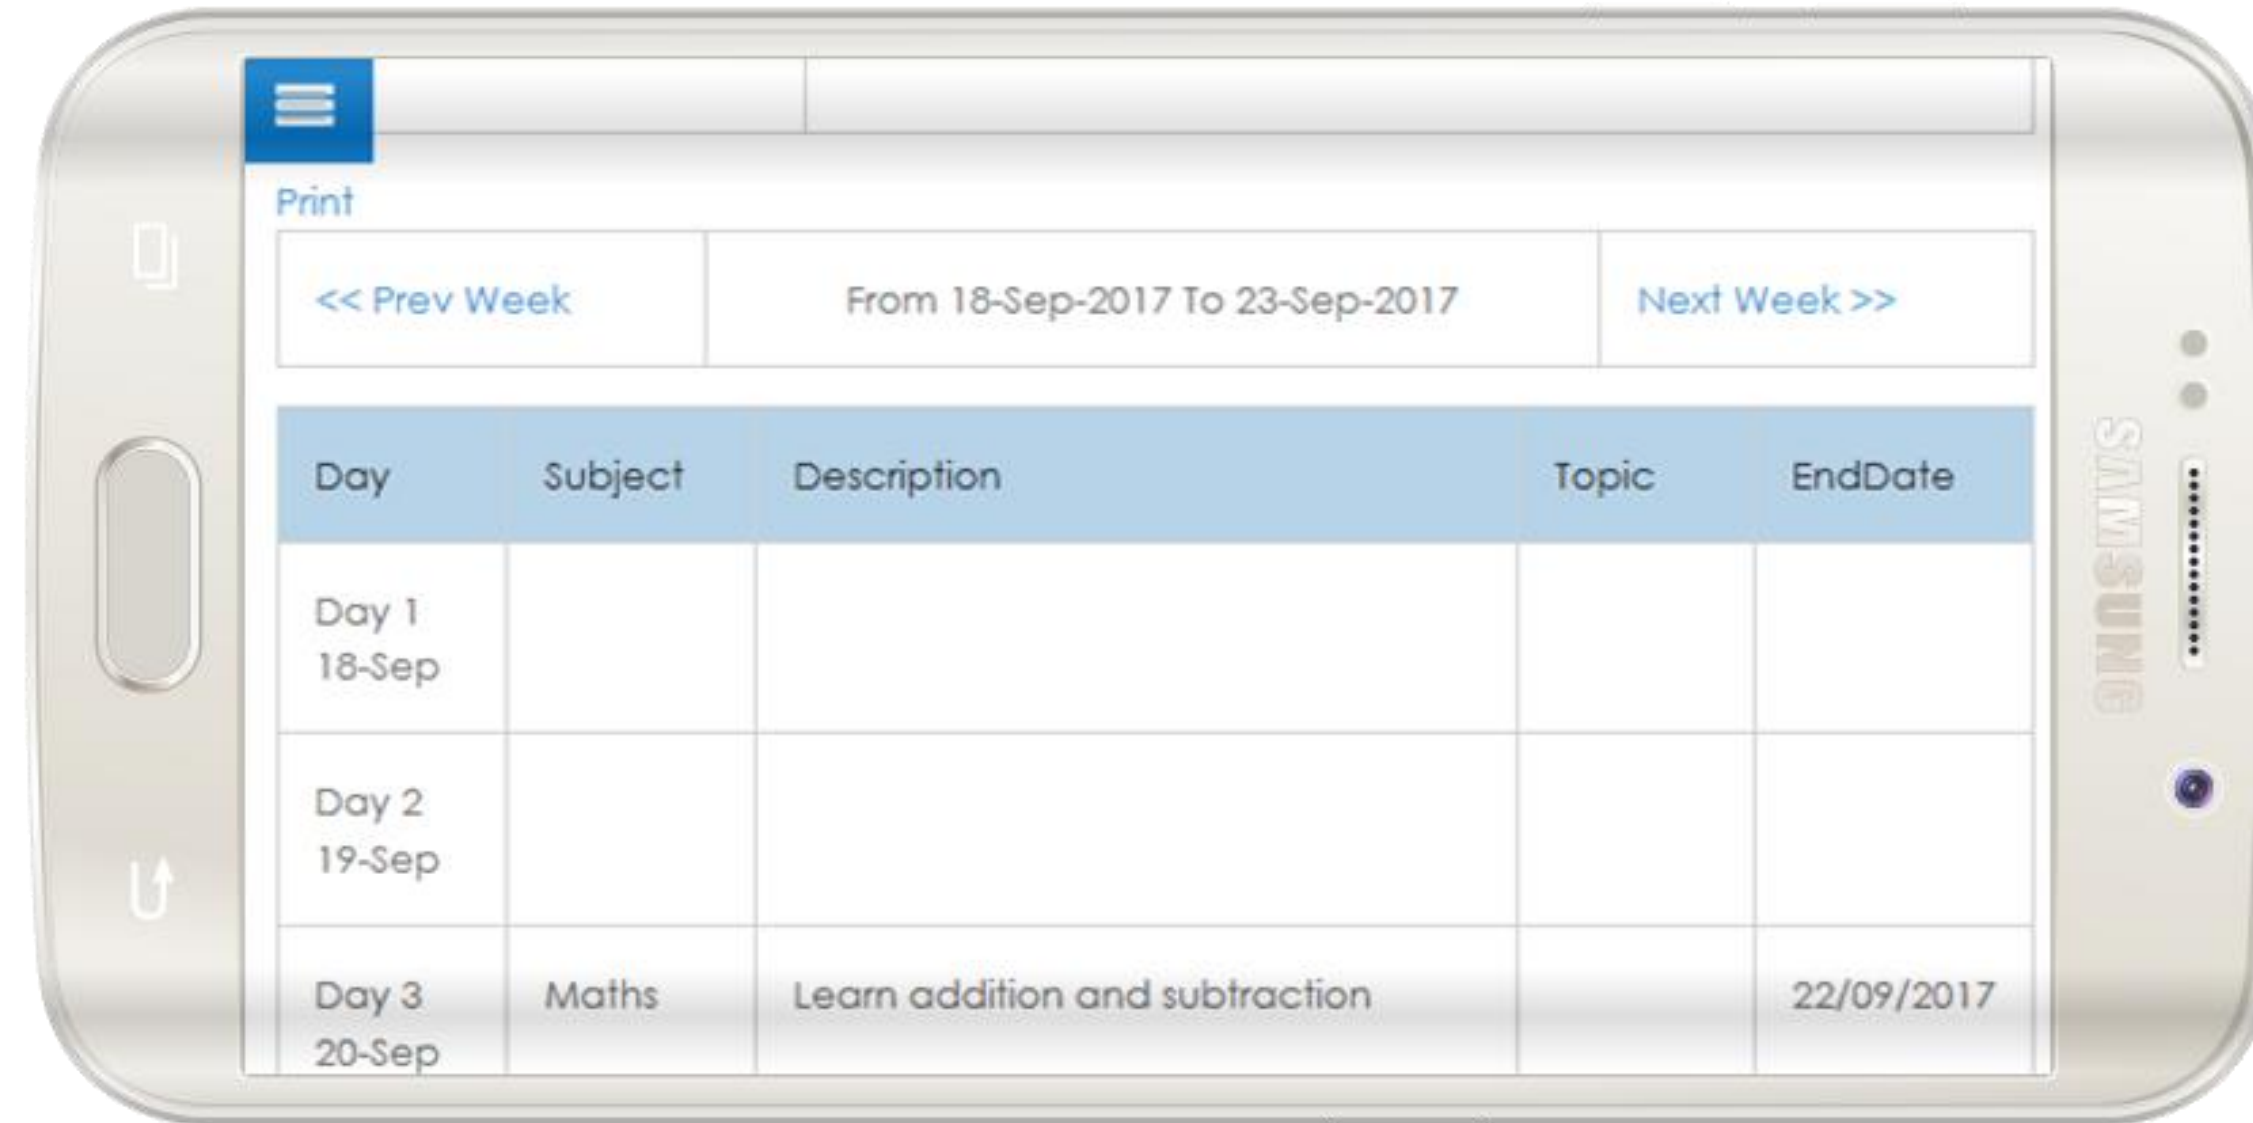 Print
<< Prev Week From 18-Sep-2017 To 23-Sep-2017 Next Week >>
Day Subject Description Topic EndDate
Day 1
18-Sep
Day 2
19-Sep
Day 3 Maths Learn addition and subtraction 22/09/2017
20-Sep
SAMSUNG